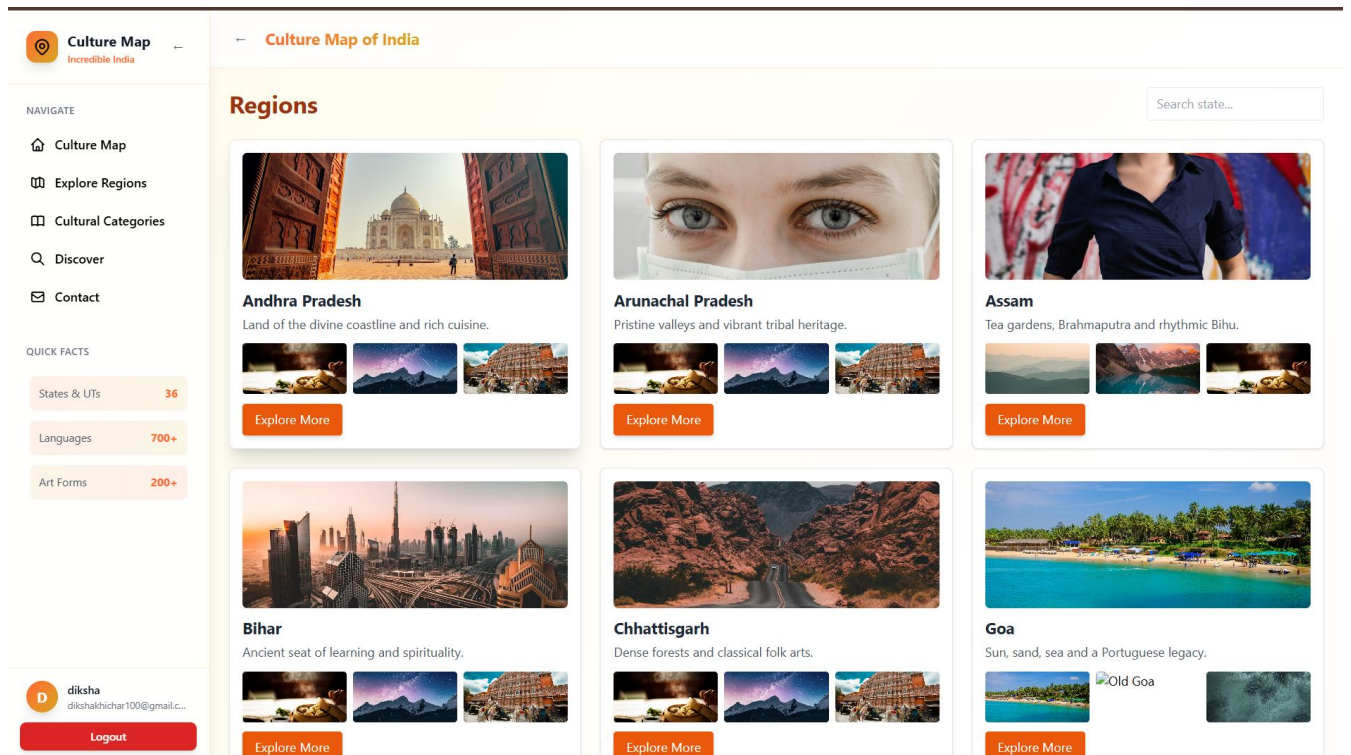 Culture Map
←
Incredible India
← Culture Map of India
NAVIGATE
Culture Map
Explore Regions
Cultural Categories
Discover
Contact
QUICK FACTS
States & UTs 36
Languages 700+
Art Forms 200+
D
diksha
dikshakhichar100@gmail.c...
Logout
Regions
Search state...
Andhra Pradesh
Land of the divine coastline and rich cuisine.
Explore More
Arunachal Pradesh
Pristine valleys and vibrant tribal heritage.
Explore More
Assam
Tea gardens, Brahmaputra and rhythmic Bihu.
Explore More
Bihar
Ancient seat of learning and spirituality.
Explore More
Chhattisgarh
Dense forests and classical folk arts.
Explore More
Goa
Sun, sand, sea and a Portuguese legacy.
Old Goa
Explore More